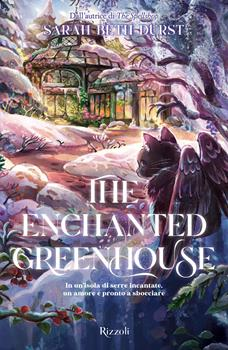 Dall'autrice di The Spellshop
SARAH BETH DURST
THE
ENCHANTED
GREENHOUSE
In un'isola di serre incantate,
un amore è pronto a sbocciare
Rizzoli